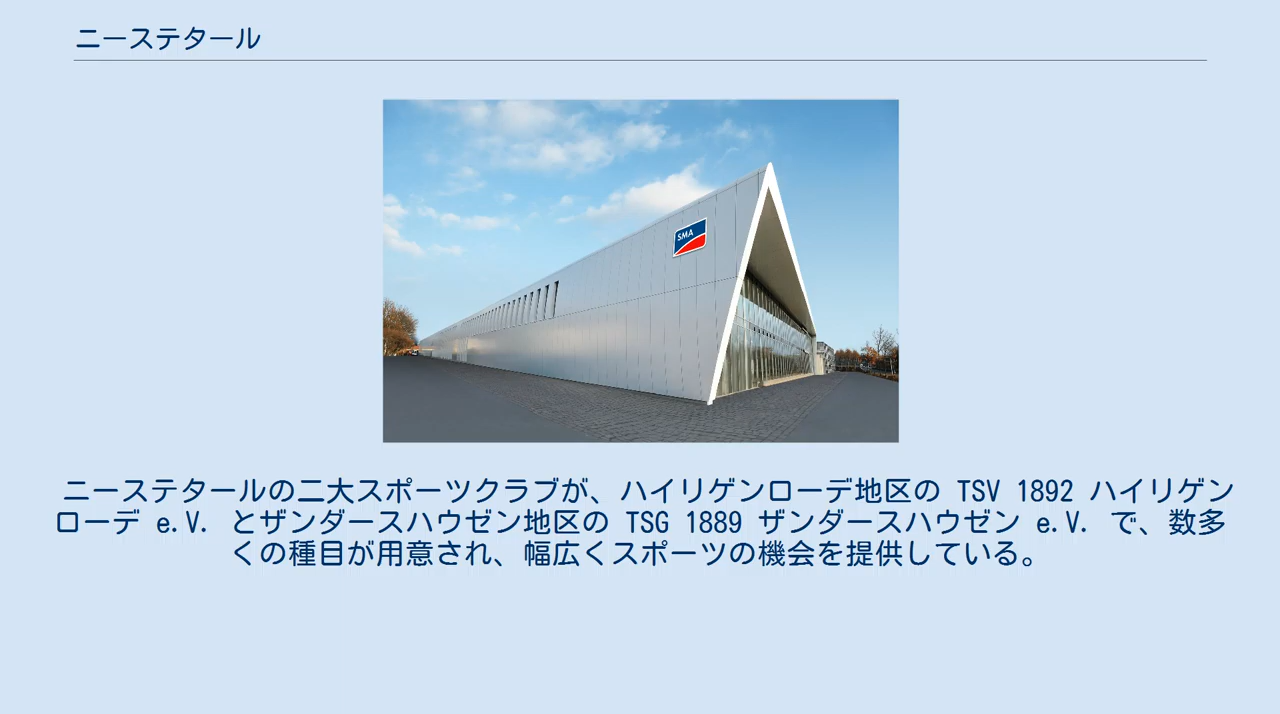 ニーステタール
SMA
ニーステタールの二大スポーツクラブが、ハイリゲンローデ地区の TSV 1892 ハイリゲン
ローデ e.V. とザンダースハウゼン地区の TSG 1889 ザンダースハウゼン e.V. で、数多
くの種目が用意され、幅広くスポーツの機会を提供している。